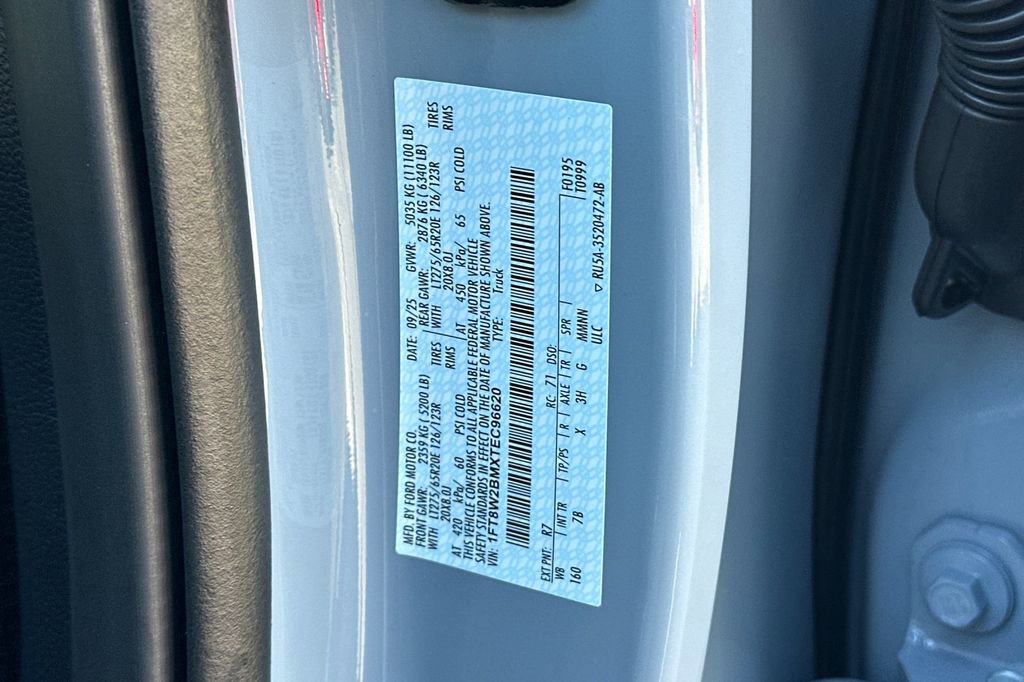 MFD. BY FORD MOTOR CO. DATE: 09/25 GVWR: 5035 KG (11100 LB)
FRONT GAWR: 2359 KG (5200 LB) REAR GAWR: 2876 KG (6340 LB)
WITH LT275/65R20E 126/123R TIRES WITH LT275/65R20E 126/123R TIRES
20X8.0J RIMS 20X8.0J RIMS
AT 420 kPa/ 60 PSI COLD AT 450 kPa/ 65 PSI COLD
THIS VEHICLE CONFORMS TO ALL APPLICABLE FEDERAL MOTOR VEHICLE
SAFETY STANDARDS IN EFFECT ON THE DATE OF MANUFACTURE SHOWN ABOVE.
VIN: 1FT8W2BMXTEC96620 TYPE: Truck
EXT PNT: R7 RC: 71 DSO: F0195
WB INT TR TP/PS R AXLE TR SPR T0999
160 7B X 3H G MMNN
ULC ▽ RU5A-3520472-AB